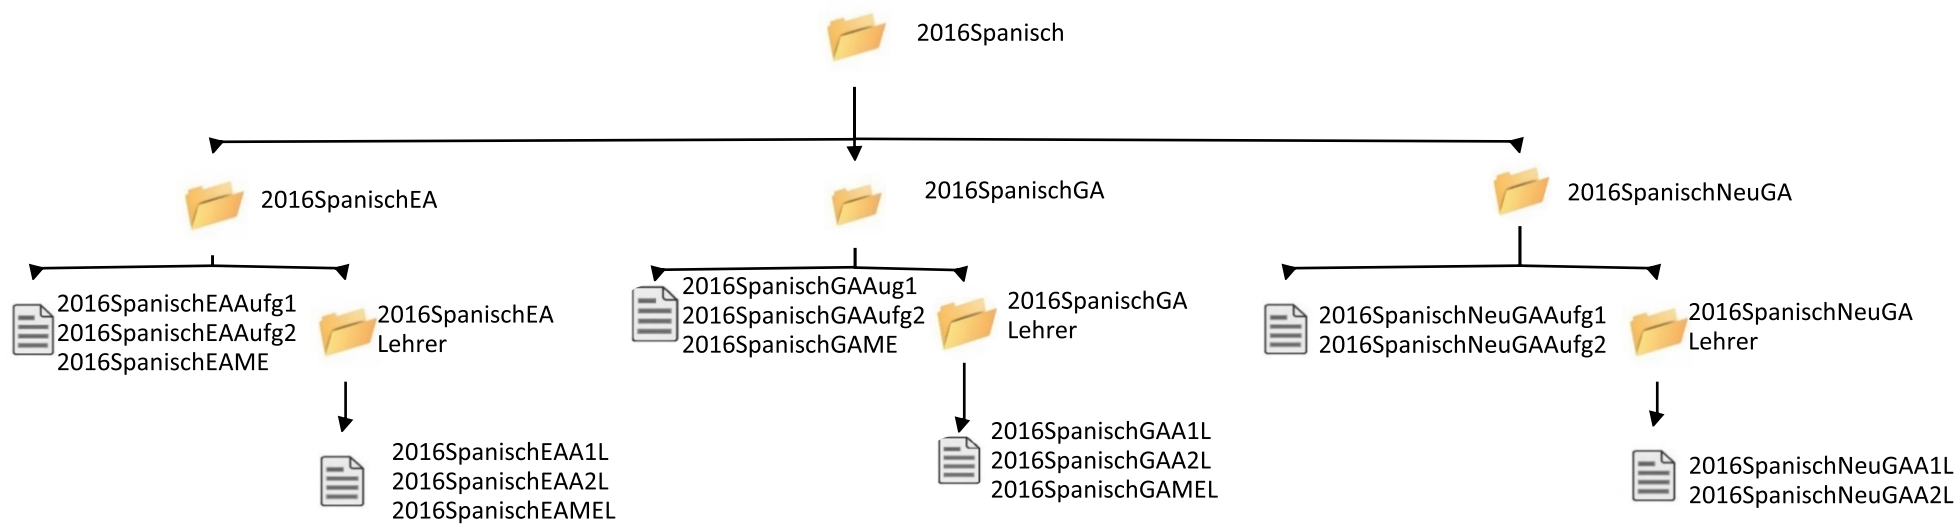 2016Spanisch
2016SpanischEA
2016SpanischGA
2016SpanischNeuGA
2016SpanischEAAufg1
2016SpanischEAAufg2
2016SpanischEAME
2016SpanischEA
Lehrer
2016SpanischGAAug1
2016SpanischGAAufg2
2016SpanischGAME
2016SpanischGA
Lehrer
2016SpanischNeuGAAufg1
2016SpanischNeuGAAufg2
2016SpanischNeuGA
Lehrer
2016SpanischEAA1L
2016SpanischEAA2L
2016SpanischEAMEL
2016SpanischGAA1L
2016SpanischGAA2L
2016SpanischGAMEL
2016SpanischNeuGAA1L
2016SpanischNeuGAA2L